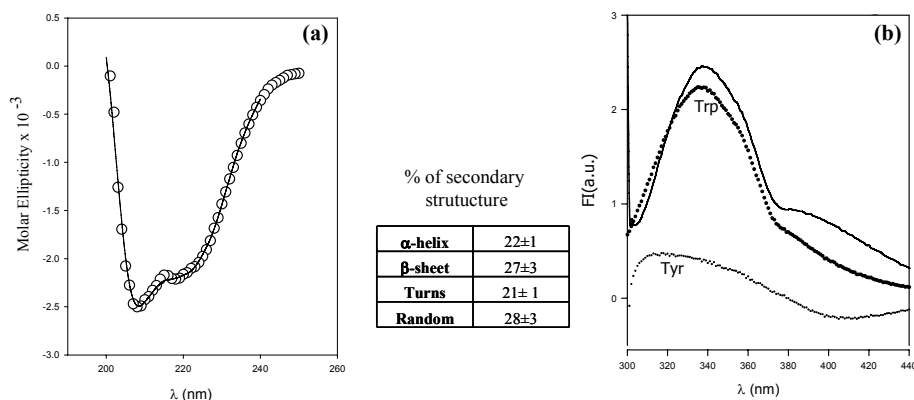 (a)
0.5
0.0
-0.5
-1.0
-1.5
-2.0
-2.5
-3.0
Molar Ellipticity x 10 -3
200 220 240 260
λ (nm)
% of secondary
strutucture
α-helix 22±1
β-sheet 27±3
Turns 21± 1
Random 28±3
(b)
3
2
1
0
FI(a.u.)
Trp
Tyr
300 320 340 360 380 400 420 440
λ (nm)